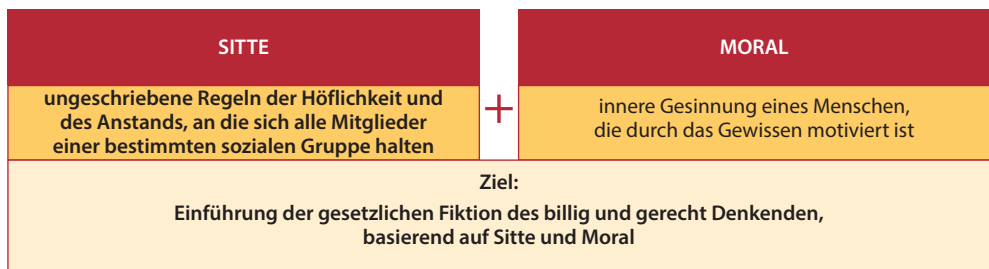 SITTE
ungeschriebene Regeln der Höflichkeit und
des Anstands, an die sich alle Mitglieder
einer bestimmten sozialen Gruppe halten
+
MORAL
innere Gesinnung eines Menschen,
die durch das Gewissen motiviert ist
Ziel:
Einführung der gesetzlichen Fiktion des billig und gerecht Denkenden,
basierend auf Sitte und Moral